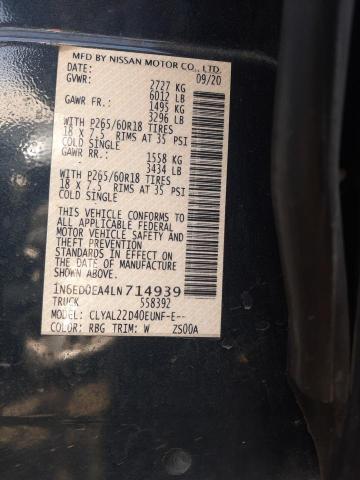 MFD BY NISSAN MOTOR CO., LTD.
DATE: 09/20
GVWR: 2727 KG
6012 LB
GAWR FR: 1495 KG
3296 LB
WITH P265/60R18 TIRES
18 X 7.5 RIMS AT 35 PSI
COLD SINGLE
GAWR RR: 1558 KG
3434 LB
WITH P265/60R18 TIRES
18 X 7.5 RIMS AT 35 PSI
COLD SINGLE
THIS VEHICLE CONFORMS TO
ALL APPLICABLE FEDERAL
MOTOR VEHICLE SAFETY AND
THEFT PREVENTION
STANDARDS IN EFFECT ON THE
DATE OF MANUFACTURE SHOWN
ABOVE.
1N6ED0EA4LN714939
TRUCK 558392
MODEL: CLYAL22D40EUNF-E--
COLOR: RBG TRIM: W ZS00A